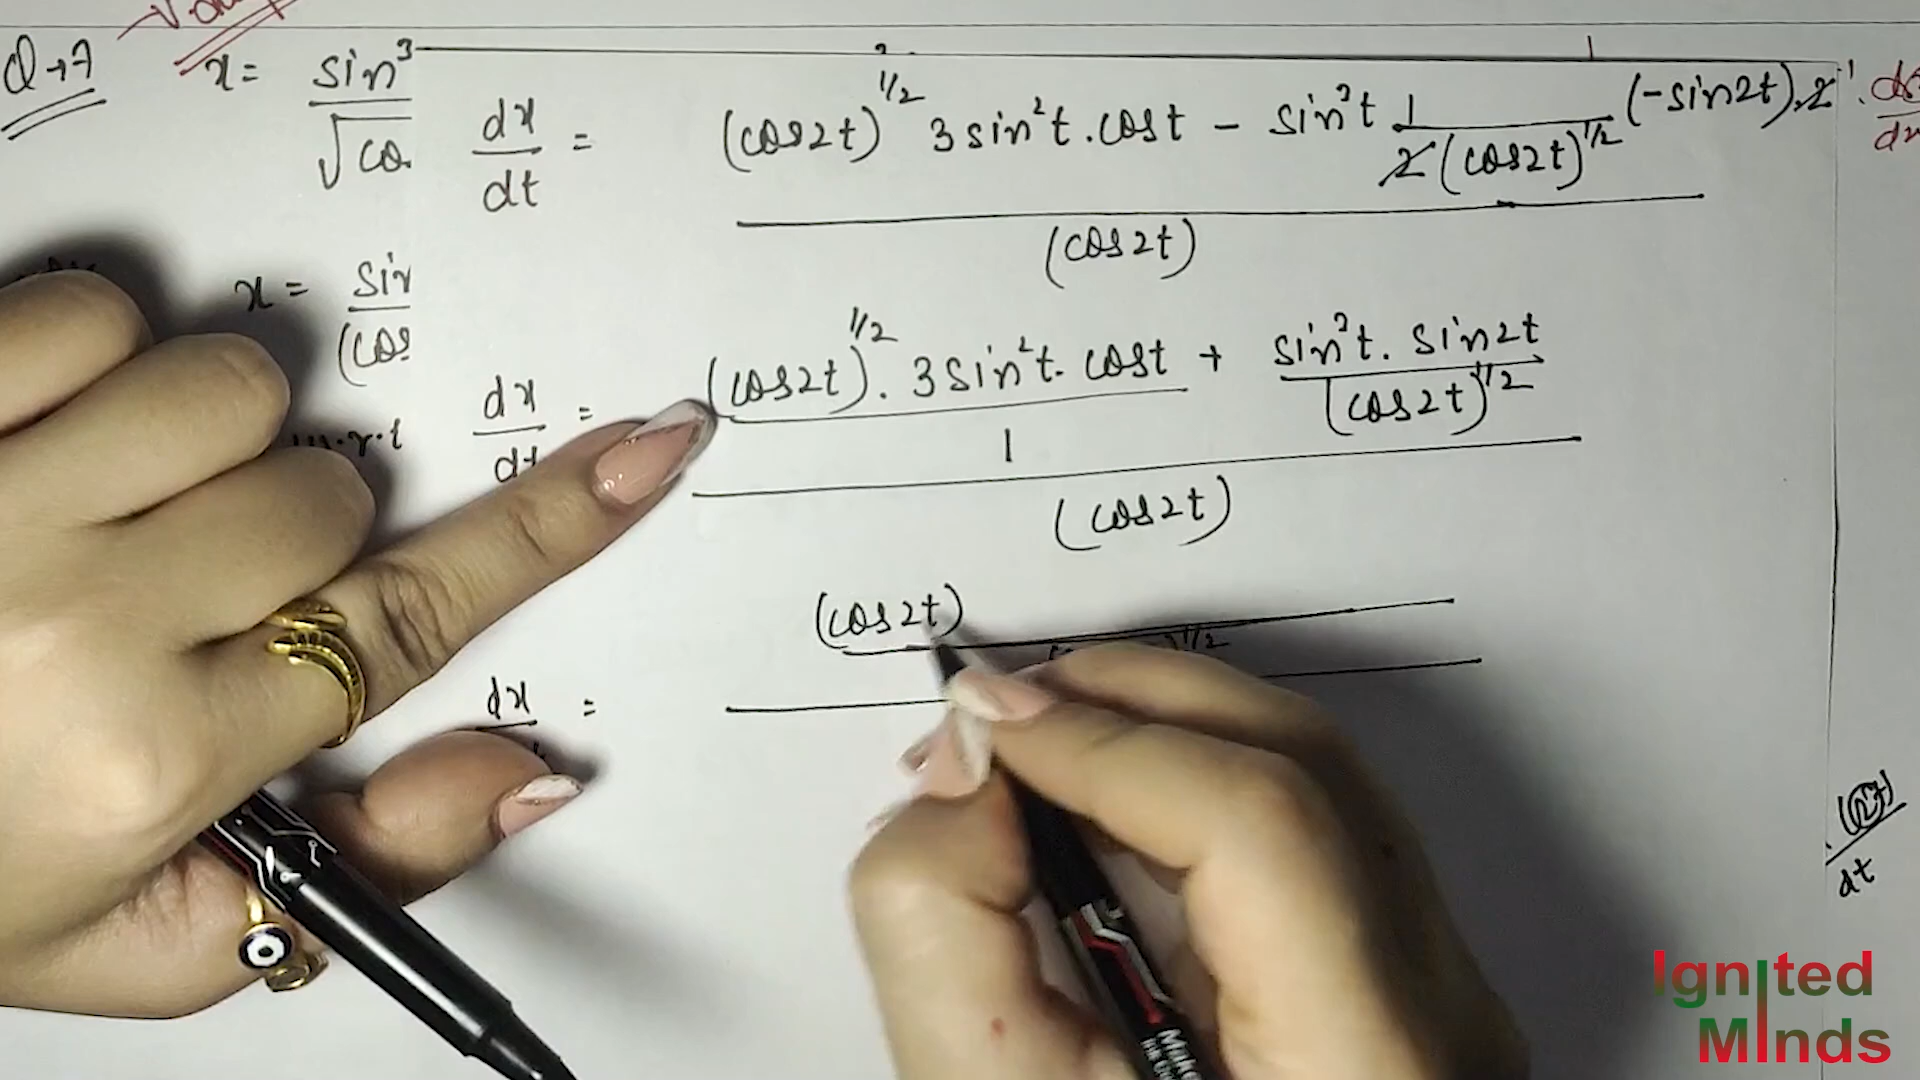 Q→7
x = sin³
√co
dx/dt = (cos2t)^1/2 3sin²t.cost − sin³t 1/2(cos2t)^1/2 (-sin2t).2
(cos2t)
x = sin
(cos
dx/dt = (cos2t)^1/2 . 3sin²t. cost/1 + sin³t. sin2t/(cos2t)^1/2
(cos2t)
w.r.t
(cos2t)
1/2
dx =
dt
Ignited
Minds